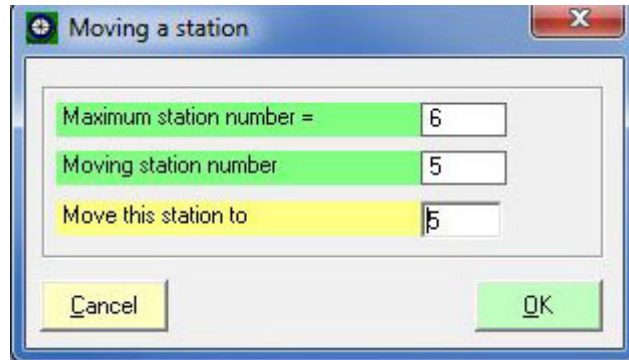 Moving a station
Maximum station number = 6
Moving station number 5
Move this station to 5
Cancel OK